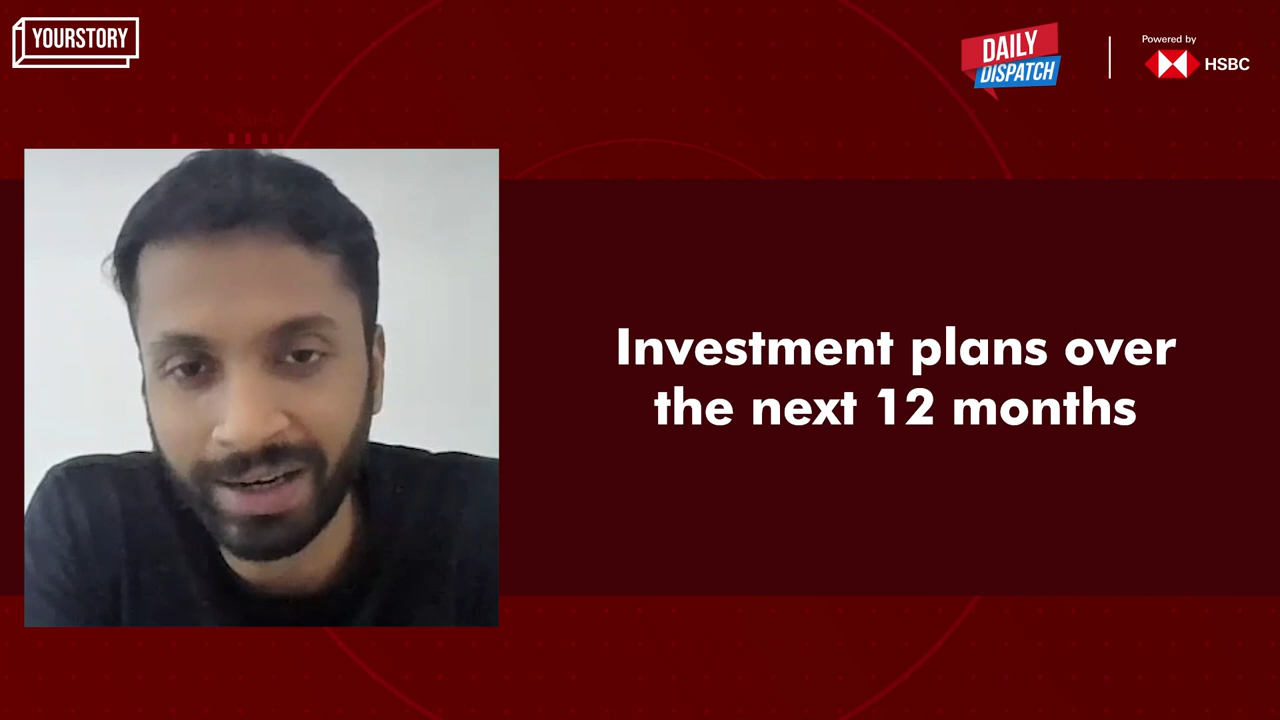 YOURSTORY
DAILY
DISPATCH
Powered by
HSBC
Investment plans over
the next 12 months